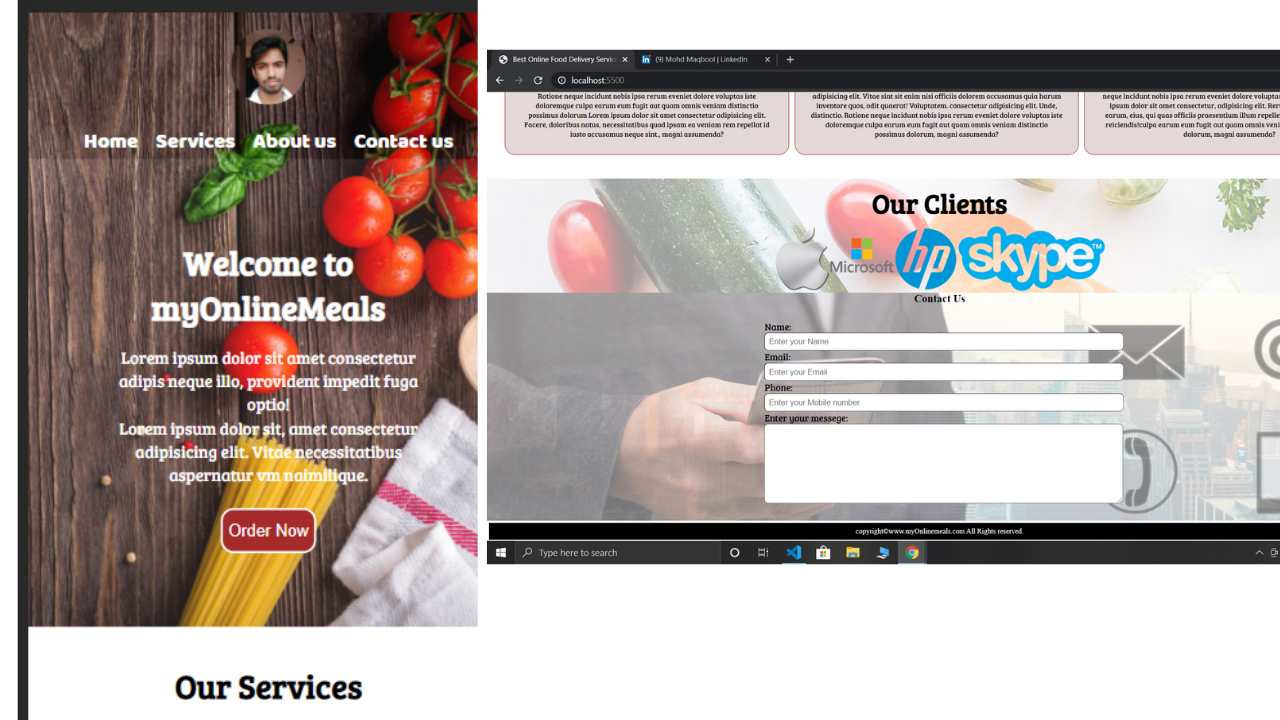 Home Services About us Contact us
Welcome to
myOnlineMeals
Lorem ipsum dolor sit amet consectetur
adipis neque illo, provident impedit fuga
optio!
Lorem ipsum dolor sit, amet consectetur
adipisicing elit. Vitae necessitatibus
aspernatur vm nalmilique.
Order Now
Our Services
Best Online Food Delivery Servic
(9) Mohd Maqbool | LinkedIn
localhost:5500
Ratione neque incidunt nobis ipsa rerum eveniet dolore voluptas iste
doloremque culpa earum eum fugit aut quam omnis veniam distinctio
possimus dolorum Lorem ipsum dolor sit amet consectetur adipisicing elit.
Facere, doloribus natus, necessitatibus quod ipsam ea veniam rem repellat id
iusto accusamus neque sint., magni assumenda?
adipisicing elit. Vitae sint sit enim nisi officiis dolorem accusamus quia harum
inventore quos, odit quaerat! Voluptatem. consectetur adipisicing elit. Unde,
distinctio. Ratione neque incidunt nobis ipsa rerum eveniet dolore voluptas iste
doloremque culpa earum eum fugit aut quam omnis veniam distinctio
possimus dolorum, magni assumenda?
neque incidunt nobis ipsa rerum eveniet dolore volupta
ipsum dolor sit amet consectetur, adipisicing elit. Rer
earum, eius, qui quas officiis praesentium illum repelle
reiciendis!culpa earum eum fugit aut quam omnis veni
dolorum, magni assumenda?
Our Clients
Microsoft hp skype™
Contact Us
Name:
Enter your Name
Email:
Enter your Email
Phone:
Enter your Mobile number
Enter your messege:
copyright©www.myOnlinemeals.com All Rights reserved.
Type here to search